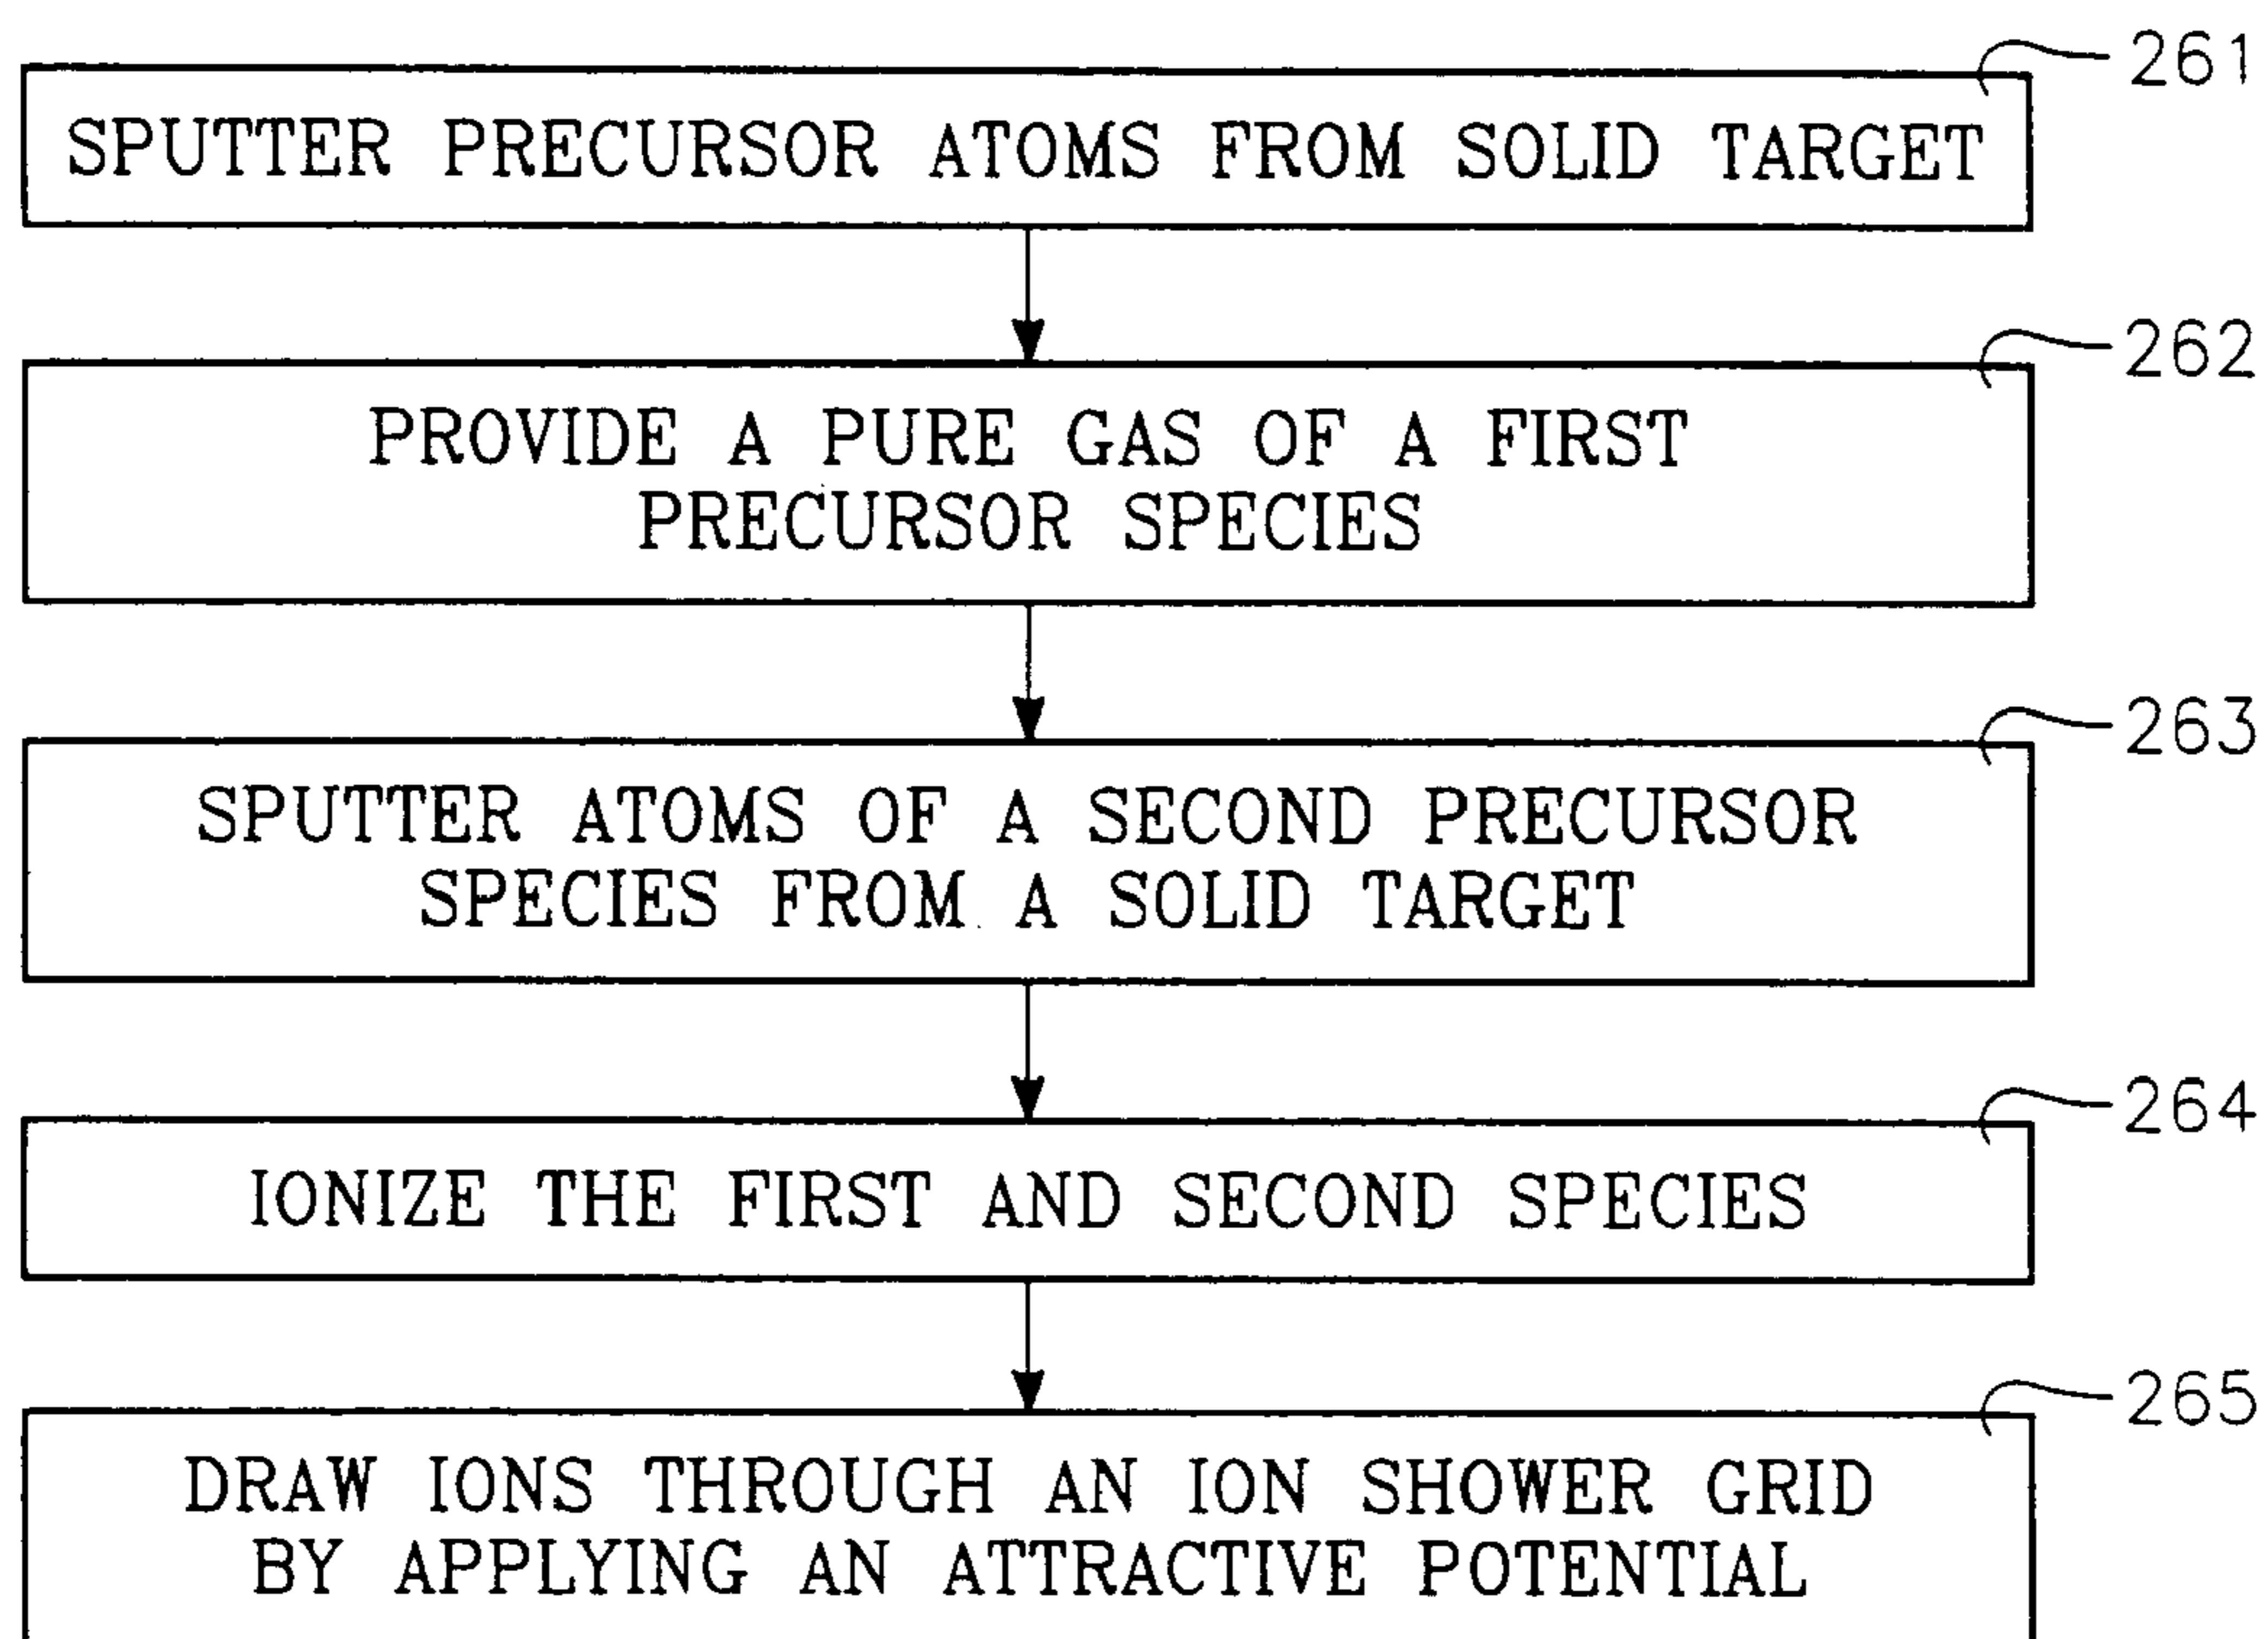 261
SPUTTER PRECURSOR ATOMS FROM SOLID TARGET
262
PROVIDE A PURE GAS OF A FIRST
PRECURSOR SPECIES
263
SPUTTER ATOMS OF A SECOND PRECURSOR
SPECIES FROM A SOLID TARGET
264
IONIZE THE FIRST AND SECOND SPECIES
265
DRAW IONS THROUGH AN ION SHOWER GRID
BY APPLYING AN ATTRACTIVE POTENTIAL